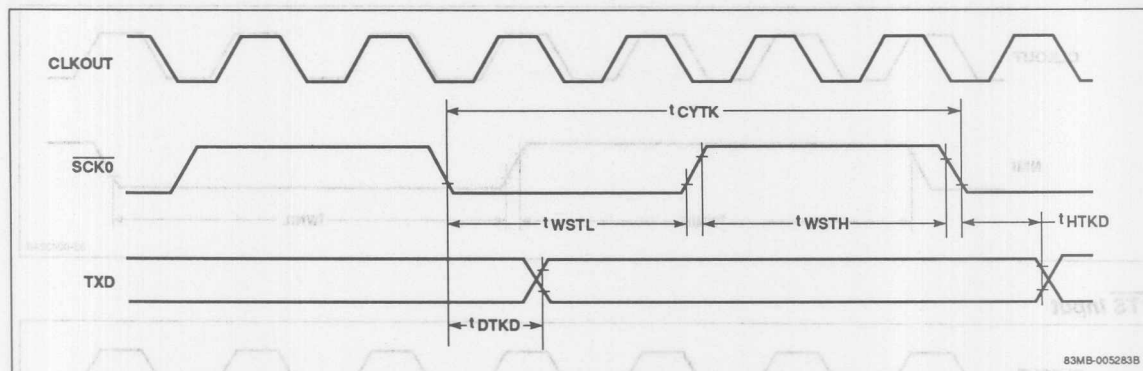 CLKOUT
tCYTK
SCK0
tWSTL
tWSTH
tHTKD
TXD
tDTKD
83MB-005283B